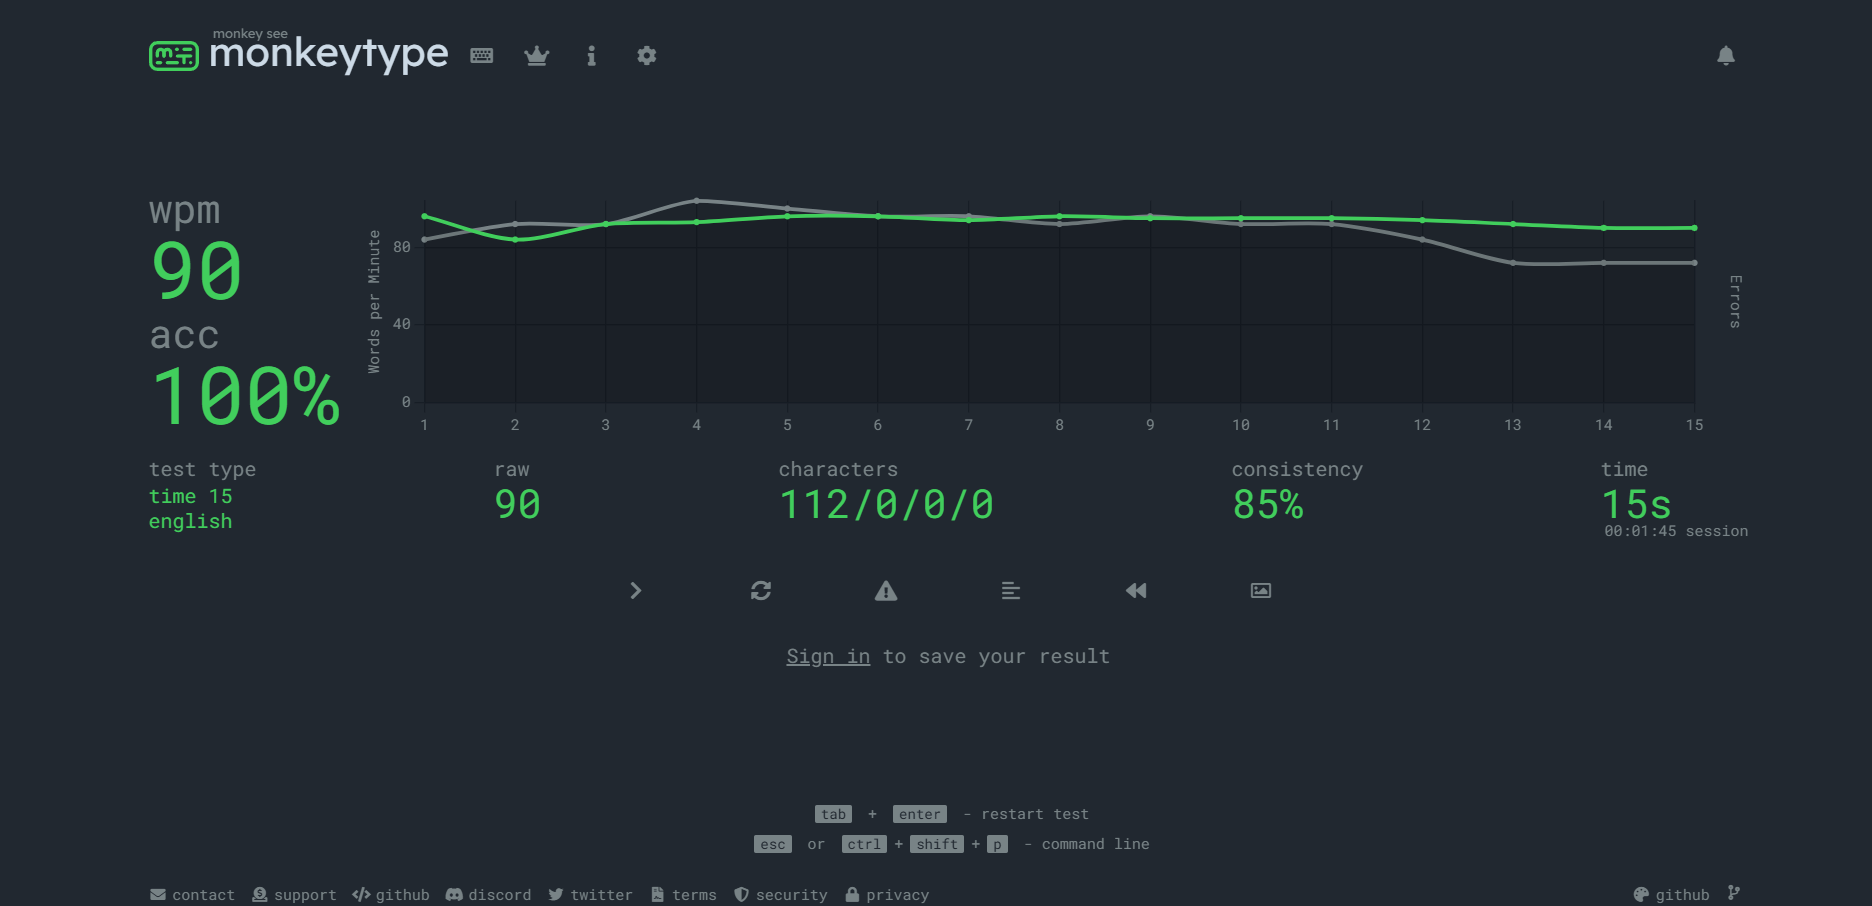 monkey see
monkeytype
wpm
90
acc
100%
Words per Minute
80
40
0
1 2 3 4 5 6 7 8 9 10 11 12 13 14 15
Errors
test type
time 15
english
raw
90
characters
112/0/0/0
consistency
85%
time
15s
00:01:45 session
Sign in to save your result
tab + enter - restart test
esc or ctrl + shift + p - command line
contact support github discord twitter terms security privacy github